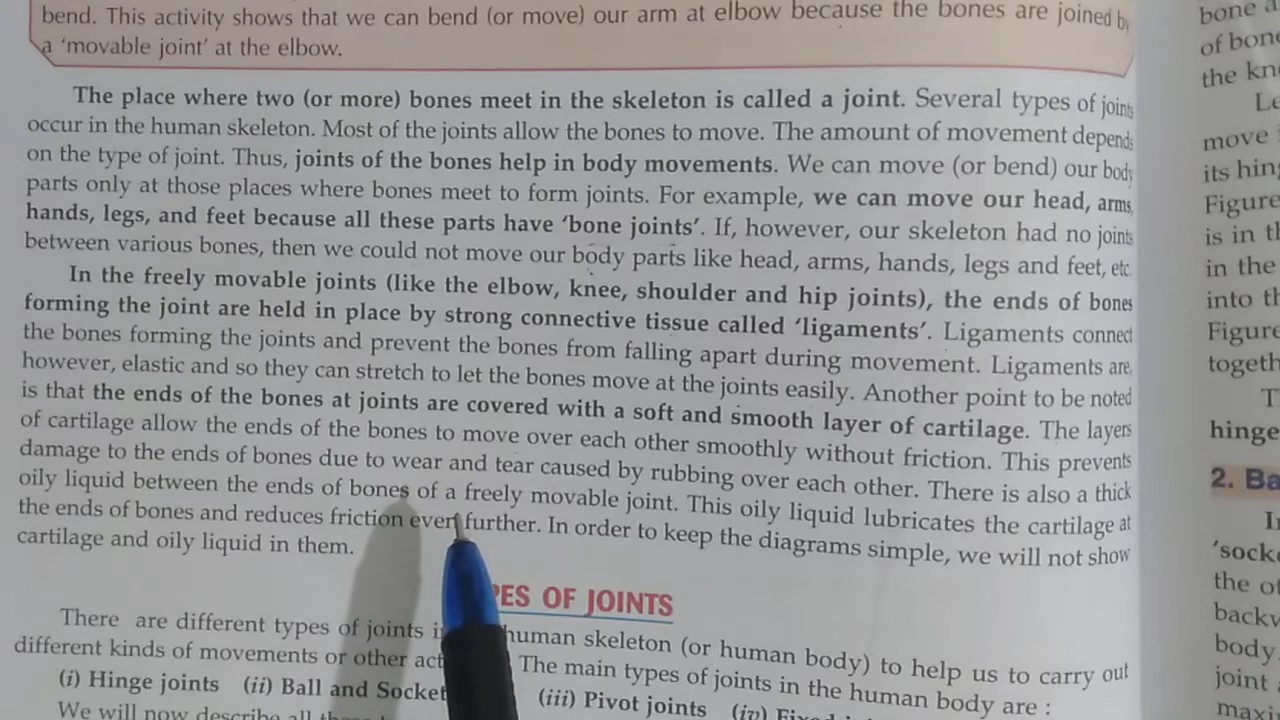 bend. This activity shows that we can bend (or move) our arm at elbow because the bones are joined by
a ‘movable joint’ at the elbow.
The place where two (or more) bones meet in the skeleton is called a joint. Several types of joints
occur in the human skeleton. Most of the joints allow the bones to move. The amount of movement depends
on the type of joint. Thus, joints of the bones help in body movements. We can move (or bend) our body
parts only at those places where bones meet to form joints. For example, we can move our head, arms,
hands, legs, and feet because all these parts have ‘bone joints’. If, however, our skeleton had no joints
between various bones, then we could not move our body parts like head, arms, hands, legs and feet, etc.
In the freely movable joints (like the elbow, knee, shoulder and hip joints), the ends of bones
forming the joint are held in place by strong connective tissue called ‘ligaments’. Ligaments connect
the bones forming the joints and prevent the bones from falling apart during movement. Ligaments are,
however, elastic and so they can stretch to let the bones move at the joints easily. Another point to be noted
is that the ends of the bones at joints are covered with a soft and smooth layer of cartilage. The layers
of cartilage allow the ends of the bones to move over each other smoothly without friction. This prevents
damage to the ends of bones due to wear and tear caused by rubbing over each other. There is also a thick
oily liquid between the ends of bones of a freely movable joint. This oily liquid lubricates the cartilage at
the ends of bones and reduces friction even further. In order to keep the diagrams simple, we will not show
cartilage and oily liquid in them.
PES OF JOINTS
There are different types of joints i human skeleton (or human body) to help us to carry out
different kinds of movements or other act The main types of joints in the human body are :
(i) Hinge joints (ii) Ball and Socket (iii) Pivot joints (iv)
We will now describe all
bone a
of bone
the kn
Le
move
its hin
Figure
is in th
in the
into th
Figure
togeth
T
hinge
2. Ba
I
‘sock
the of
backw
body.
joint
maxi